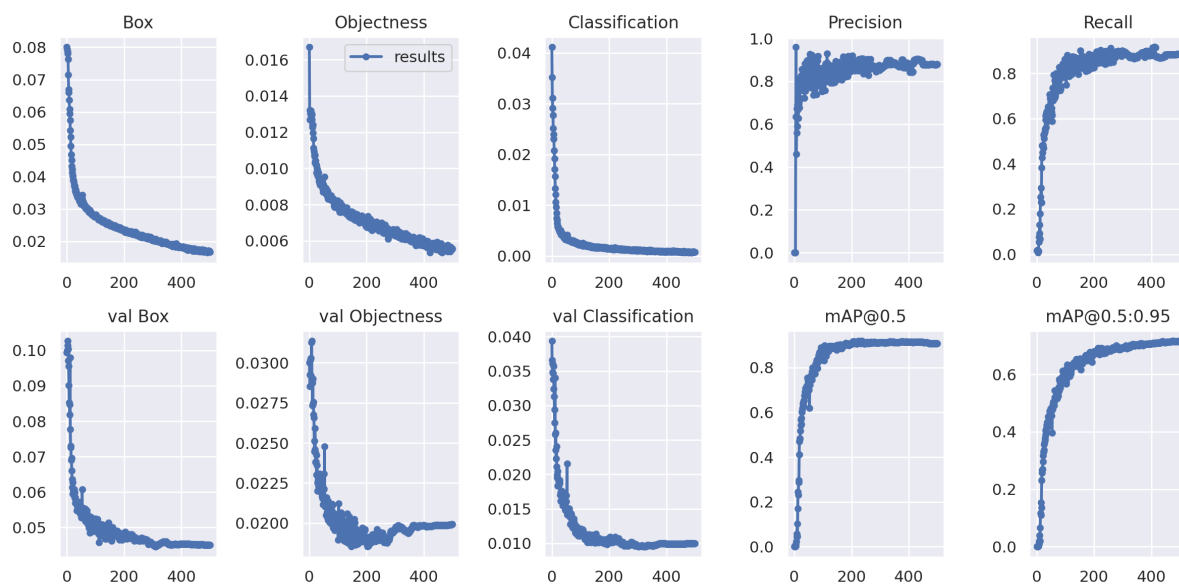 Box
Objectness
Classification
Precision
Recall
0.08
0.07
0.06
0.05
0.04
0.03
0.02
0 200 400
0.016
0.014
0.012
0.010
0.008
0.006
results
0 200 400
0.04
0.03
0.02
0.01
0.00
0 200 400
1.0
0.8
0.6
0.4
0.2
0.0
0 200 400
0.8
0.6
0.4
0.2
0.0
0 200 400
val Box
val Objectness
val Classification
mAP@0.5
mAP@0.5:0.95
0.10
0.09
0.08
0.07
0.06
0.05
0 200 400
0.0300
0.0275
0.0250
0.0225
0.0200
0 200 400
0.040
0.035
0.030
0.025
0.020
0.015
0.010
0 200 400
0.8
0.6
0.4
0.2
0.0
0 200 400
0.6
0.4
0.2
0.0
0 200 400